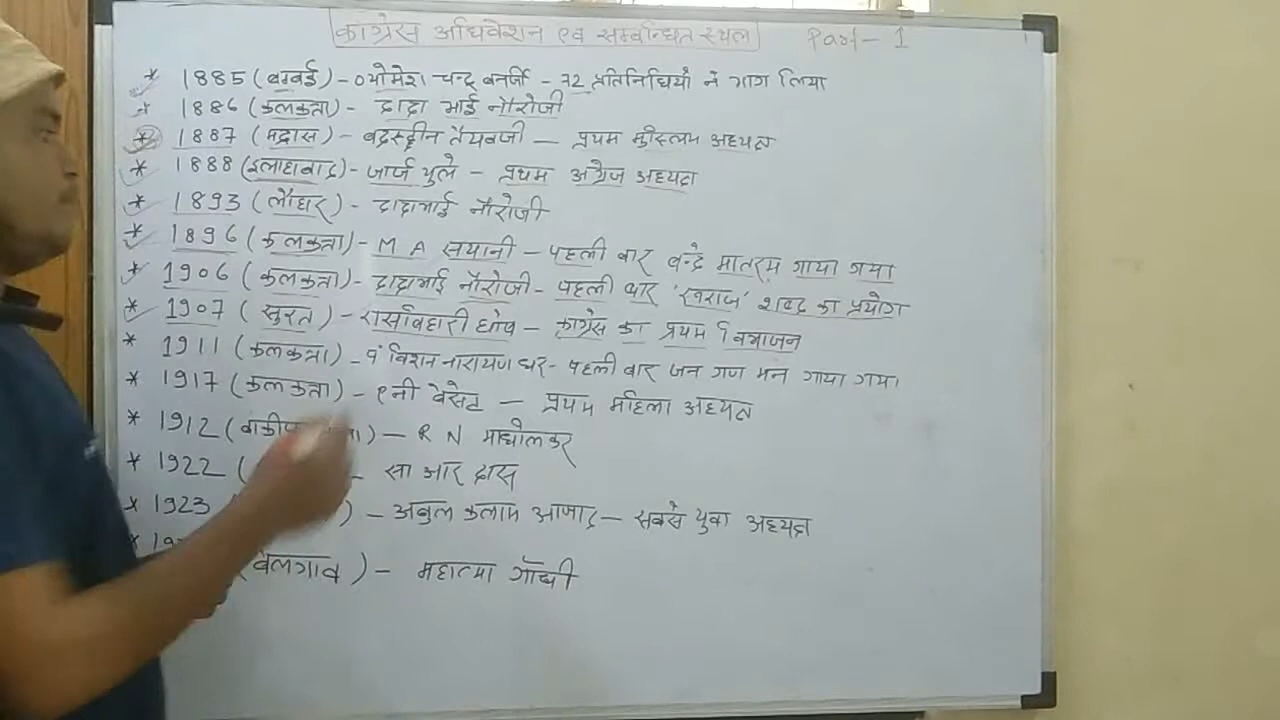 कांग्रेस अधिवेशन एवं सम्बन्धित स्थल Part-1
* 1885 (बम्बई) - व्योमेश चन्द्र बनर्जी - 72 प्रतिनिधियों ने भाग लिया
* 1886 (कलकत्ता) - दादा भाई नौरोजी
* 1887 (मद्रास) - बदरूद्दीन तैयबजी - प्रथम मुस्लिम अध्यक्ष
* 1888 (इलाहाबाद) - जार्ज युले - प्रथम अंग्रेज अध्यक्ष
* 1893 (लाहौर) - दादाभाई नौरोजी
* 1896 (कलकत्ता) - M A सयानी - पहली बार वन्दे मातरम गाया गया
* 1906 (कलकत्ता) - दादाभाई नौरोजी - पहली बार 'स्वराज' शब्द का प्रयोग
* 1907 (सुरत) - रासबिहारी घोष - कांग्रेस का प्रथम विभाजन
* 1911 (कलकत्ता) - पं विशन नारायण धर - पहली बार जन गण मन गाया गया
* 1917 (कलकत्ता) - एनी बेसेंट - प्रथम महिला अध्यक्ष
* 1912 ( ) - R N माधोलकर
* 1922 ( - सी आर दास
* 1923 ) - अबुल कलाम आजाद - सबसे युवा अध्यक्ष
* (बेलगांव) - महात्मा गाँधी